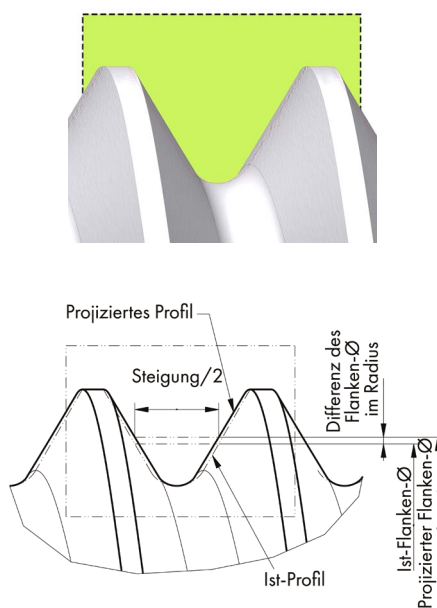 Projiziertes Profil
Steigung/2
Differenz des
Flanken-Ø
im Radius
Ist-Profil
Ist-Flanken-Ø
Projizierter Flanken-Ø